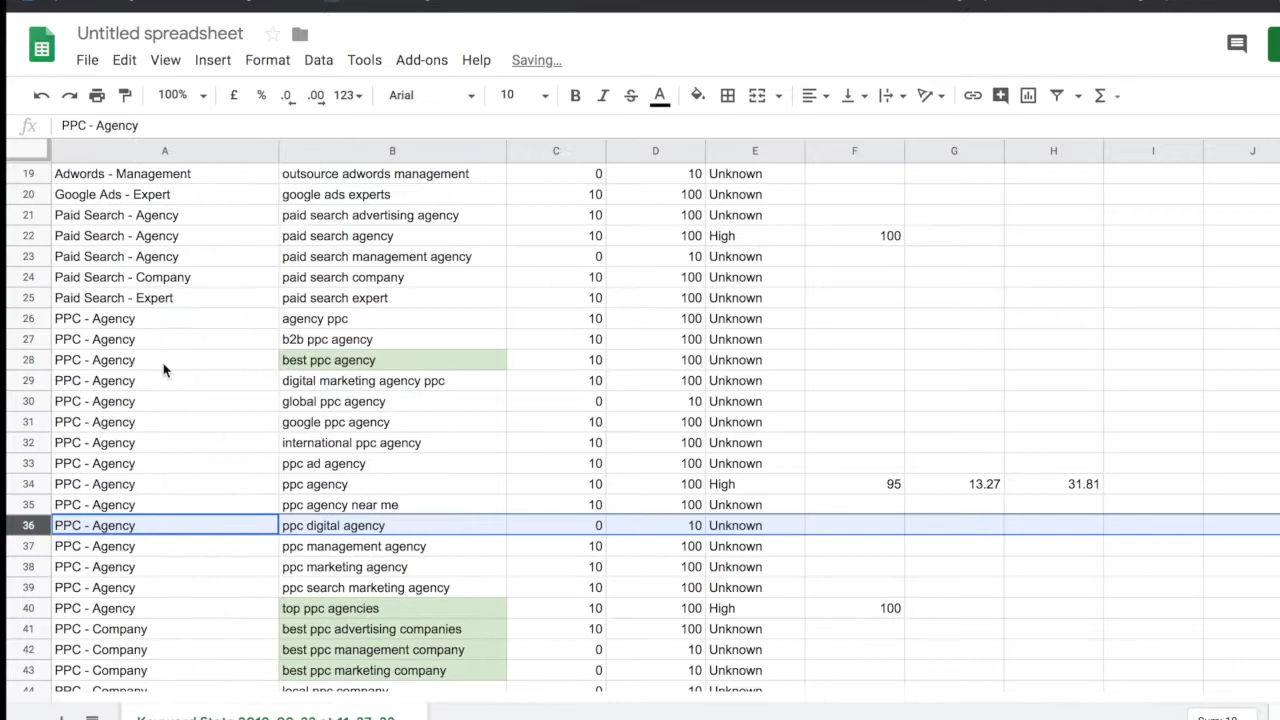 Untitled spreadsheet
File Edit View Insert Format Data Tools Add-ons Help Saving...
100% £ % .0 .00 123 Arial 10 B I S A Σ
fx PPC - Agency
A B C D E F G H I J
19 Adwords - Management outsource adwords management 0 10 Unknown
20 Google Ads - Expert google ads experts 10 100 Unknown
21 Paid Search - Agency paid search advertising agency 10 100 Unknown
22 Paid Search - Agency paid search agency 10 100 High 100
23 Paid Search - Agency paid search management agency 0 10 Unknown
24 Paid Search - Company paid search company 10 100 Unknown
25 Paid Search - Expert paid search expert 10 100 Unknown
26 PPC - Agency agency ppc 10 100 Unknown
27 PPC - Agency b2b ppc agency 10 100 Unknown
28 PPC - Agency best ppc agency 10 100 Unknown
29 PPC - Agency digital marketing agency ppc 10 100 Unknown
30 PPC - Agency global ppc agency 0 10 Unknown
31 PPC - Agency google ppc agency 10 100 Unknown
32 PPC - Agency international ppc agency 10 100 Unknown
33 PPC - Agency ppc ad agency 10 100 Unknown
34 PPC - Agency ppc agency 10 100 High 95 13.27 31.81
35 PPC - Agency ppc agency near me 10 100 Unknown
36 PPC - Agency ppc digital agency 0 10 Unknown
37 PPC - Agency ppc management agency 10 100 Unknown
38 PPC - Agency ppc marketing agency 10 100 Unknown
39 PPC - Agency ppc search marketing agency 10 100 Unknown
40 PPC - Agency top ppc agencies 10 100 High 100
41 PPC - Company best ppc advertising companies 10 100 Unknown
42 PPC - Company best ppc management company 0 10 Unknown
43 PPC - Company best ppc marketing company 0 10 Unknown
44 PPC - Company local ppc company 0 10 Unknown